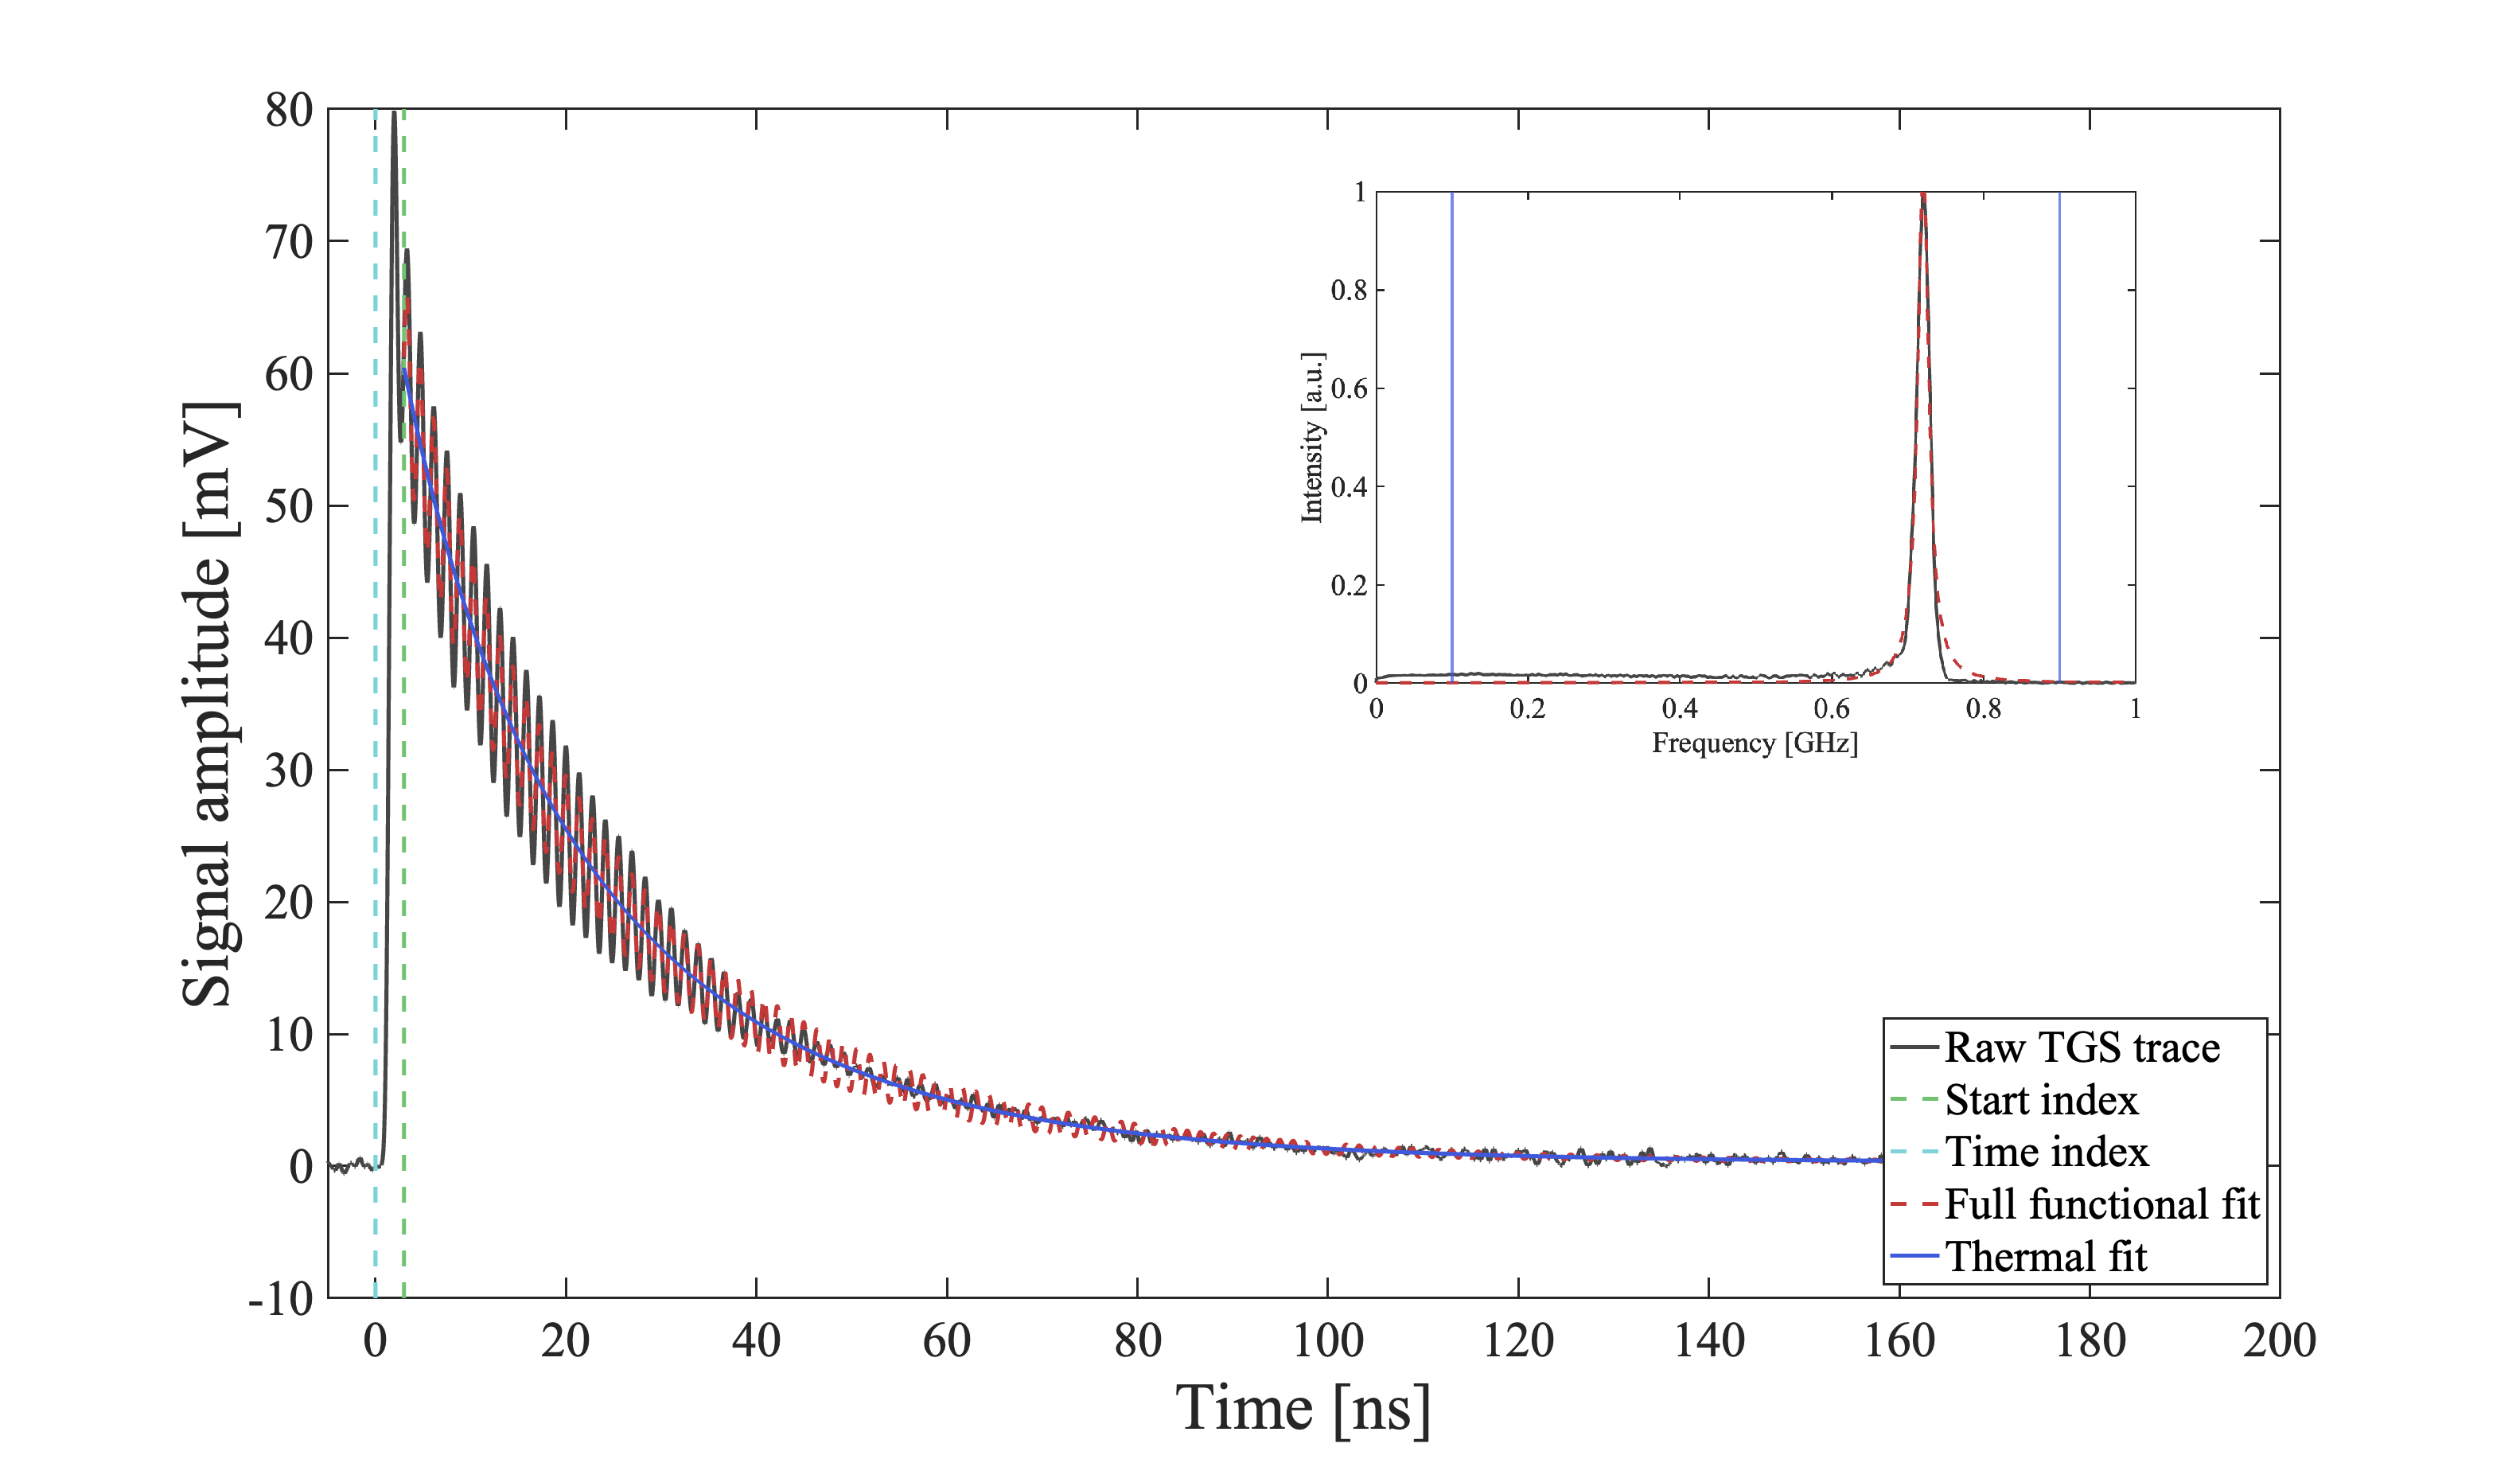 80
70
60
50
40
30
20
10
0
-10
Signal amplitude [mV]
0 20 40 60 80 100 120 140 160 180 200
Time [ns]
1
0.8
0.6
0.4
0.2
0
Intensity [a.u.]
0 0.2 0.4 0.6 0.8 1
Frequency [GHz]
Raw TGS trace
Start index
Time index
Full functional fit
Thermal fit